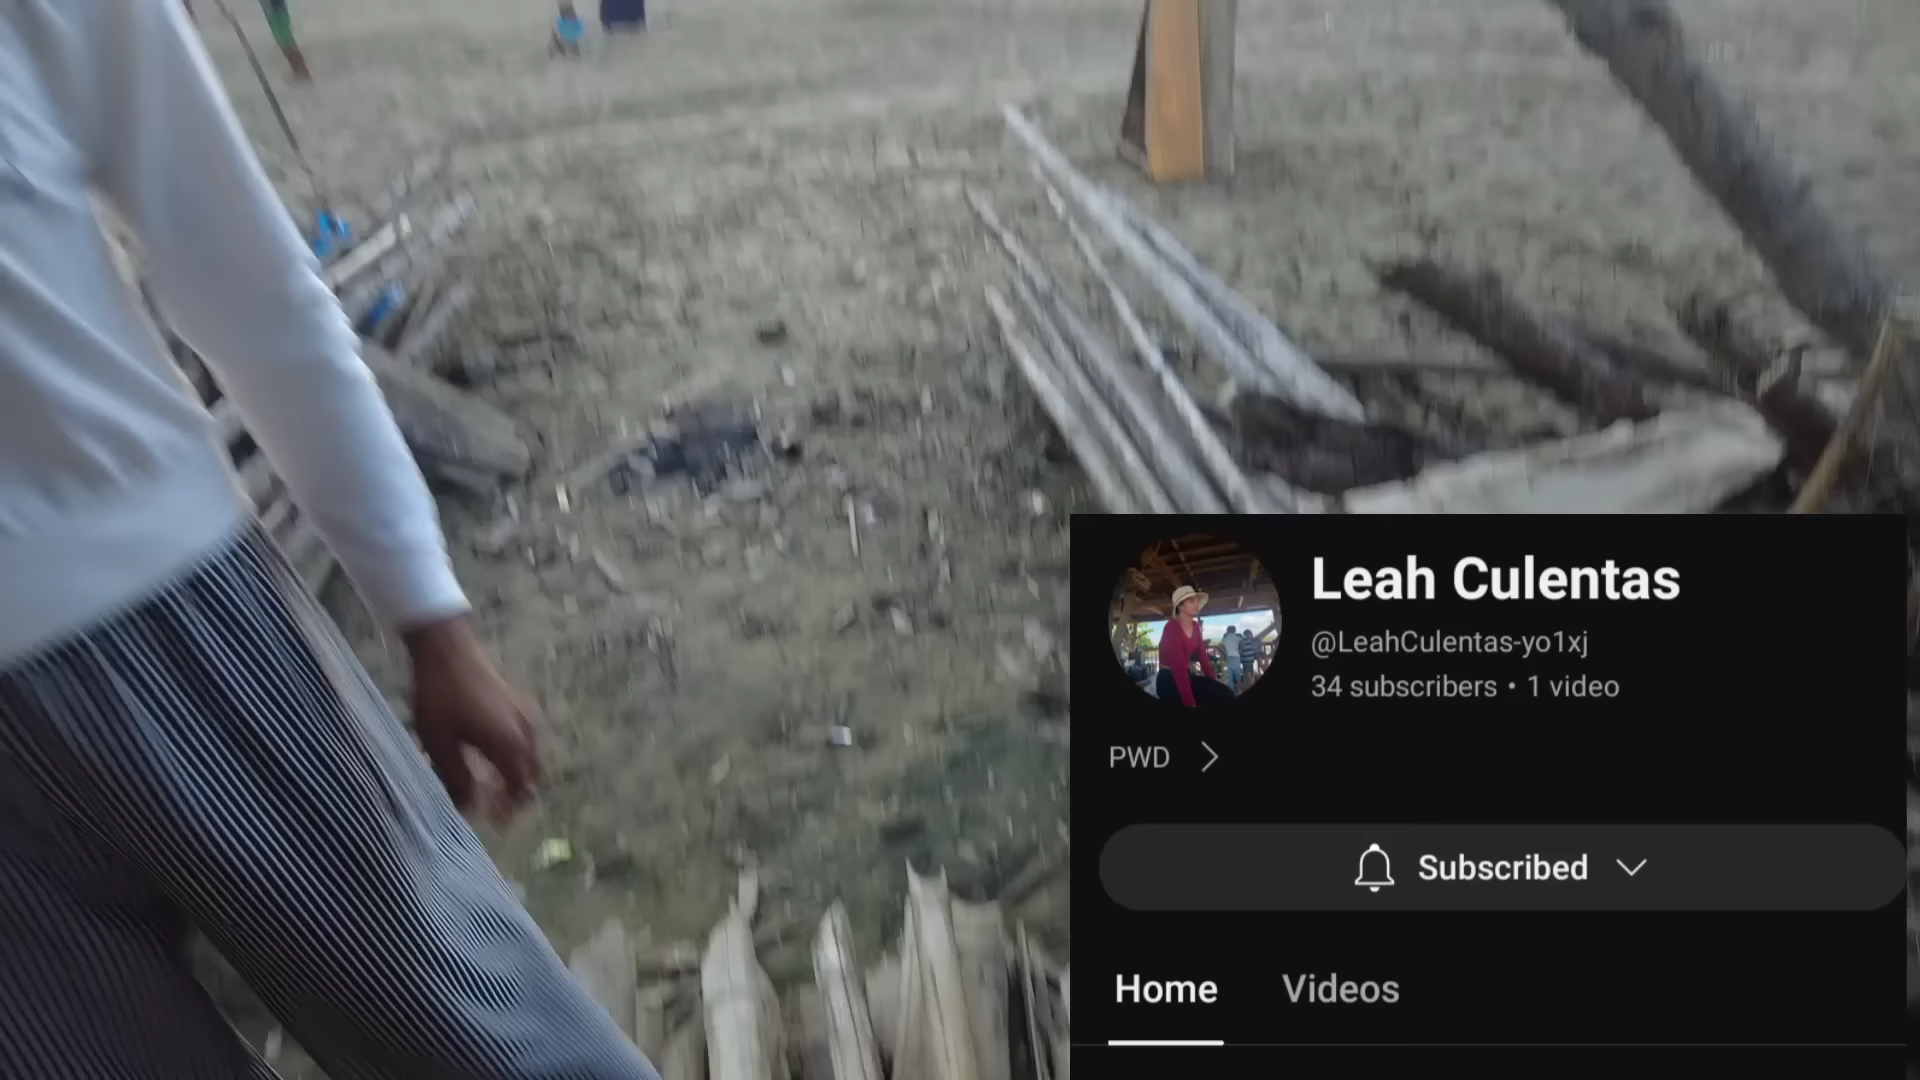 Leah Culentas
@LeahCulentas-yo1xj
34 subscribers • 1 video
PWD
Subscribed
Home Videos